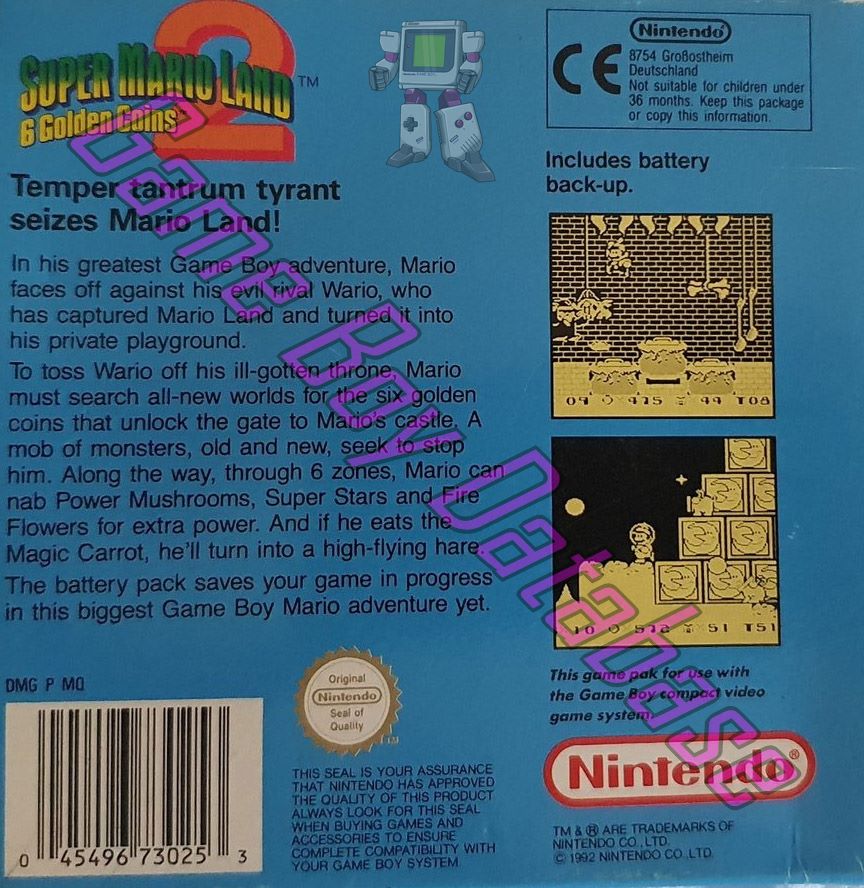 SUPER MARIO LAND 2 ™
6 Golden Coins
Temper tantrum tyrant
seizes Mario Land!
In his greatest Game Boy adventure, Mario
faces off against his evil rival Wario, who
has captured Mario Land and turned it into
his private playground.
To toss Wario off his ill-gotten throne, Mario
must search all-new worlds for the six golden
coins that unlock the gate to Mario's castle. A
mob of monsters, old and new, seek to stop
him. Along the way, through 6 zones, Mario can
nab Power Mushrooms, Super Stars and Fire
Flowers for extra power. And if he eats the
Magic Carrot, he'll turn into a high-flying hare.
The battery pack saves your game in progress
in this biggest Game Boy Mario adventure yet.
DMG P MQ
0 45496 73025 3
Original
Nintendo
Seal of
Quality
TM
THIS SEAL IS YOUR ASSURANCE
THAT NINTENDO HAS APPROVED
THE QUALITY OF THIS PRODUCT
ALWAYS LOOK FOR THIS SEAL
WHEN BUYING GAMES AND
ACCESSORIES TO ENSURE
COMPLETE COMPATIBILITY WITH
YOUR GAME BOY SYSTEM.
CE
Nintendo®
8754 Großostheim
Deutschland
Not suitable for children under
36 months. Keep this package
or copy this information.
Includes battery
back-up.
09 475 44 T08
10 572 51 T51
This game pak for use with
the Game Boy compact video
game system.
Nintendo®
TM & ® ARE TRADEMARKS OF
NINTENDO CO., LTD.
© 1992 NINTENDO CO., LTD.
Game Boy Database